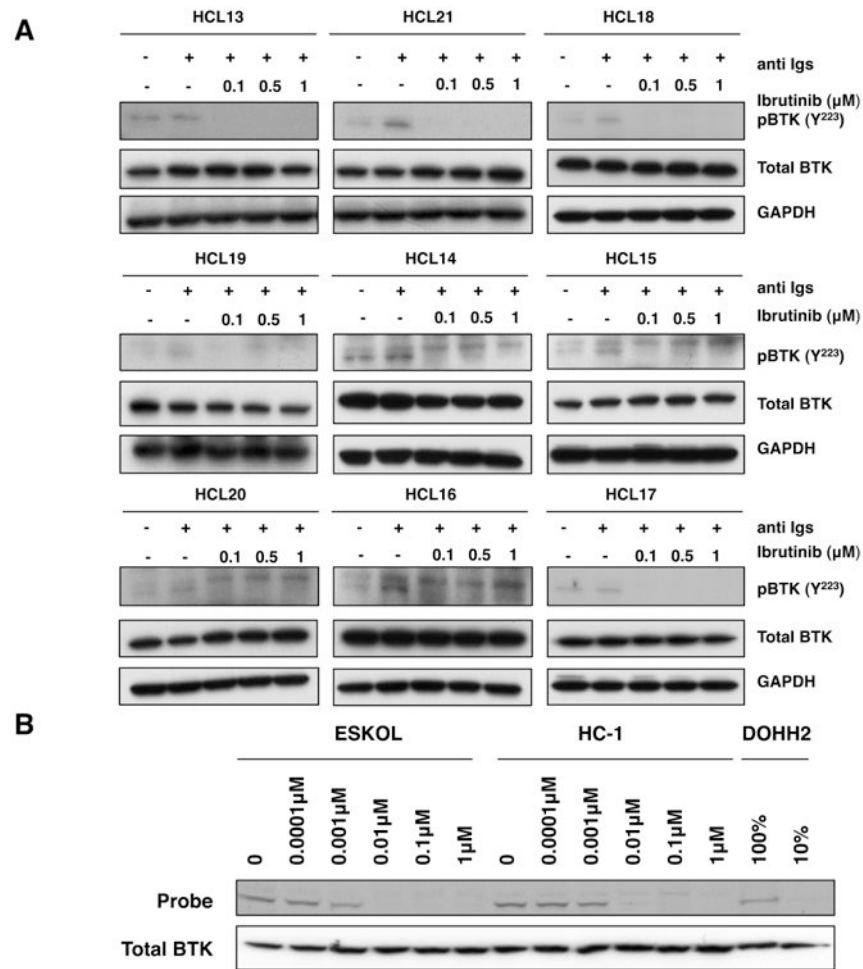 A
HCL13 HCL21 HCL18
- + + + + - + + + + - + + + + anti Igs
- - 0.1 0.5 1 - - 0.1 0.5 1 - - 0.1 0.5 1 Ibrutinib (µM)
pBTK (Y²²³)
Total BTK
GAPDH
HCL19 HCL14 HCL15
- + + + + - + + + + - + + + + anti Igs
- - 0.1 0.5 1 - - 0.1 0.5 1 - - 0.1 0.5 1 Ibrutinib (µM)
pBTK (Y²²³)
Total BTK
GAPDH
HCL20 HCL16 HCL17
- + + + + - + + + + - + + + + anti Igs
- - 0.1 0.5 1 - - 0.1 0.5 1 - - 0.1 0.5 1 Ibrutinib (µM)
pBTK (Y²²³)
Total BTK
GAPDH
B
ESKOL HC-1 DOHH2
0 0.0001µM 0.001µM 0.01µM 0.1µM 1µM 0 0.0001µM 0.001µM 0.01µM 0.1µM 1µM 100% 10%
Probe
Total BTK